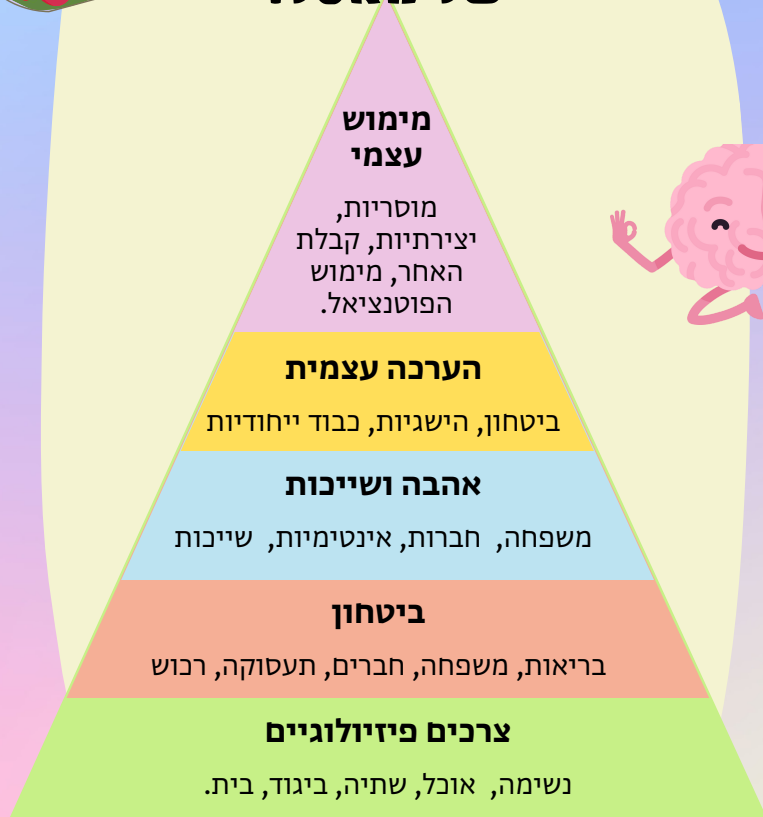 מימוש
עצמי
מוסריות,
יצירתיות, קבלת
האחר, מימוש
הפוטנציאל.
הערכה עצמית
ביטחון, הישגיות, כבוד ייחודיות
אהבה ושייכות
משפחה, חברות, אינטימיות, שייכות
ביטחון
בריאות, משפחה, חברים, תעסוקה, רכוש
צרכים פיזיולוגיים
נשימה, אוכל, שתיה, ביגוד, בית.